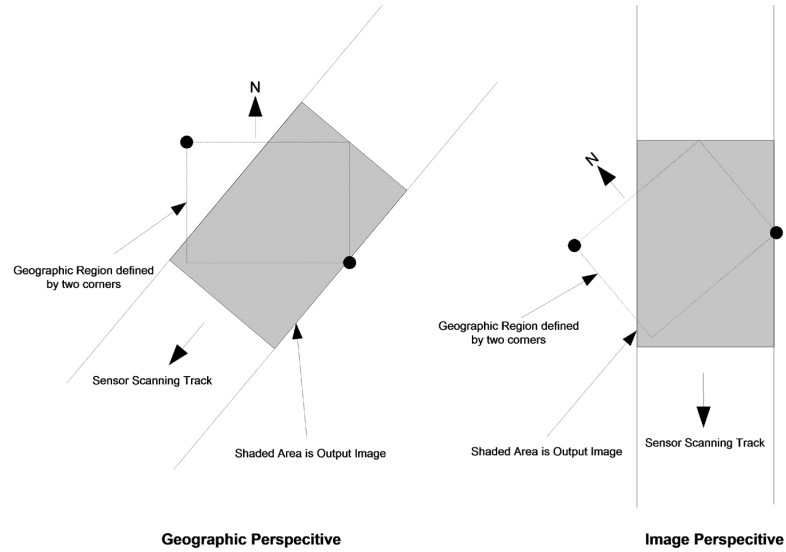 N
Geographic Region defined
by two corners
Sensor Scanning Track
Shaded Area is Output Image
Geographic Perspecitive
N
Geographic Region defined
by two corners
Shaded Area is Output Image
Sensor Scanning Track
Image Perspecitive